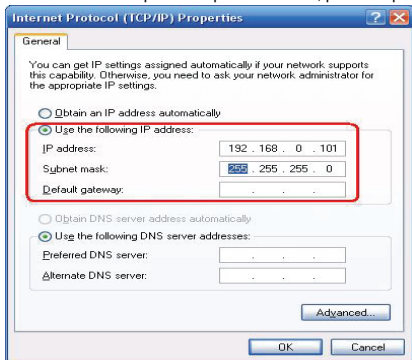 Internet Protocol (TCP/IP) Properties
General
You can get IP settings assigned automatically if your network supports
this capability. Otherwise, you need to ask your network administrator for
the appropriate IP settings.
Obtain an IP address automatically
Use the following IP address:
IP address: 192 . 168 . 0 . 101
Subnet mask: 255 . 255 . 255 . 0
Default gateway: . . .
Obtain DNS server address automatically
Use the following DNS server addresses:
Preferred DNS server: . . .
Alternate DNS server: . . .
Advanced...
OK Cancel